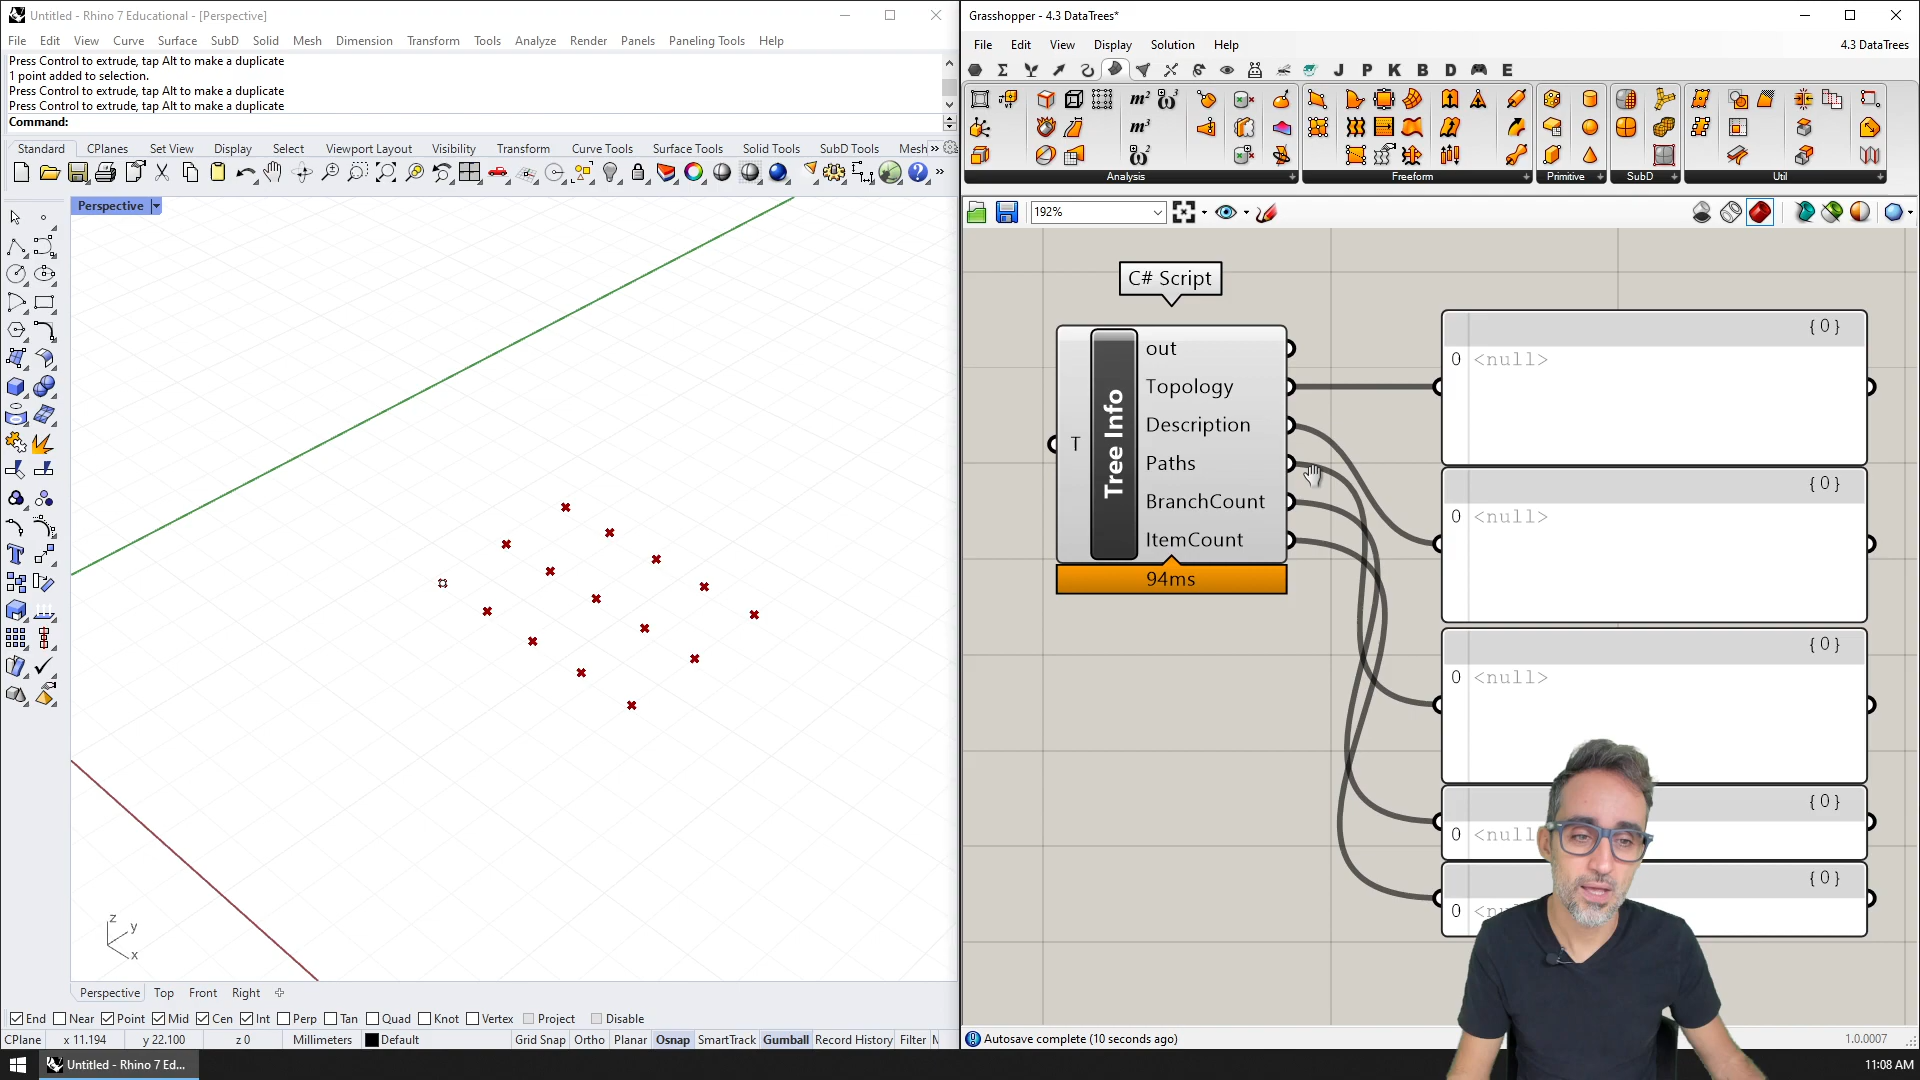 Untitled - Rhino 7 Educational - [Perspective]
File Edit View Curve Surface SubD Solid Mesh Dimension Transform Tools Analyze Render Panels Paneling Tools Help
Press Control to extrude, tap Alt to make a duplicate
1 point added to selection.
Press Control to extrude, tap Alt to make a duplicate
Press Control to extrude, tap Alt to make a duplicate
Command:
Standard CPlanes Set View Display Select Viewport Layout Visibility Transform Curve Tools Surface Tools Solid Tools SubD Tools Mesh
Perspective
z
y
x
Perspective Top Front Right
End Near Point Mid Cen Int Perp Tan Quad Knot Vertex Project Disable
CPlane x 11.194 y 22.100 z 0 Millimeters Default Grid Snap Ortho Planar Osnap SmartTrack Gumball Record History Filter
Untitled - Rhino 7 Ed...
Grasshopper - 4.3 DataTrees*
File Edit View Display Solution Help 4.3 DataTrees
J P K B D E
m² m³
Analysis Freeform Primitive SubD Util
192%
C# Script
Tree Info
T
out
Topology
Description
Paths
BranchCount
ItemCount
94ms
{0}
0 <null>
{0}
0 <null>
{0}
0 <null>
{0}
0 <null
{0}
0
Autosave complete (10 seconds ago) 1.0.0007
11:08 AM